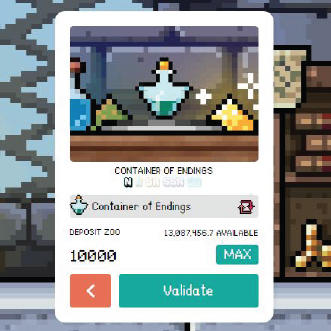 CONTAINER OF ENDINGS
Container of Endings
DEPOSIT ZOO
13,087,456.7 AVAILABLE
10000
MAX
Validate